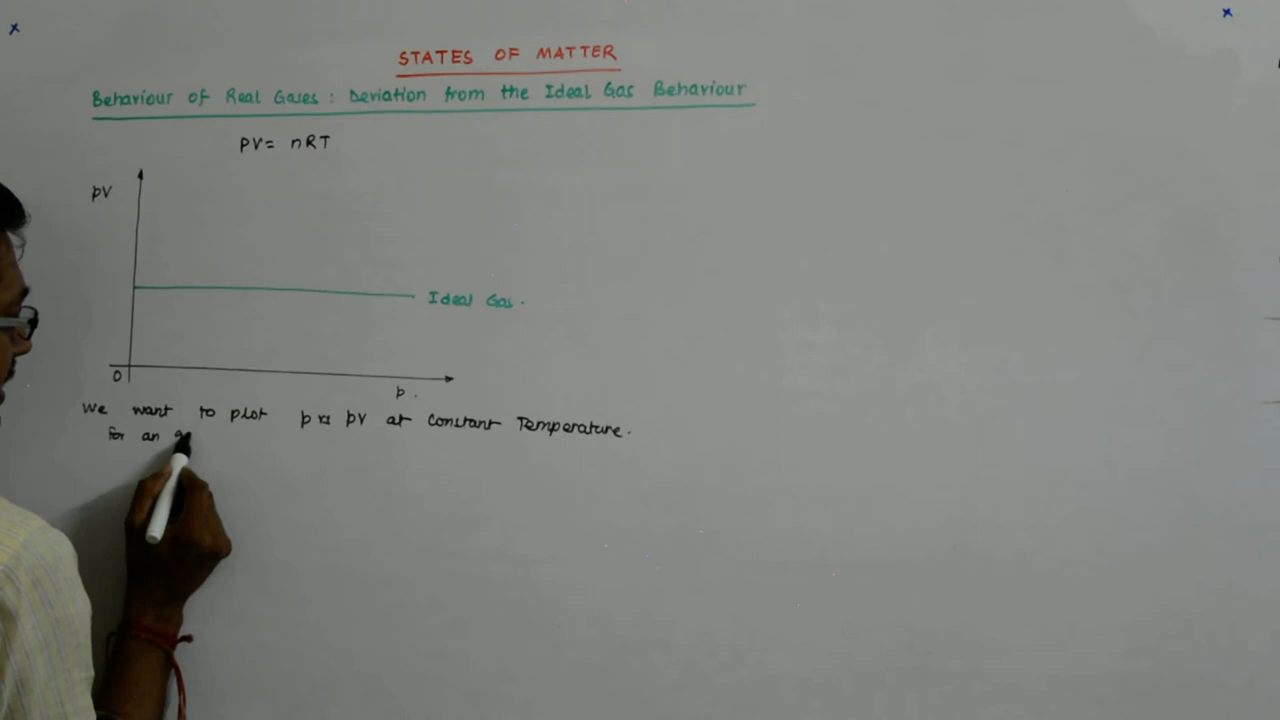 STATES OF MATTER
Behaviour of Real Gases : Deviation from the Ideal Gas Behaviour
PV = nRT
pV
Ideal Gas .
O
p .
We want to plot p vs pV at Constant Temperature.
for an